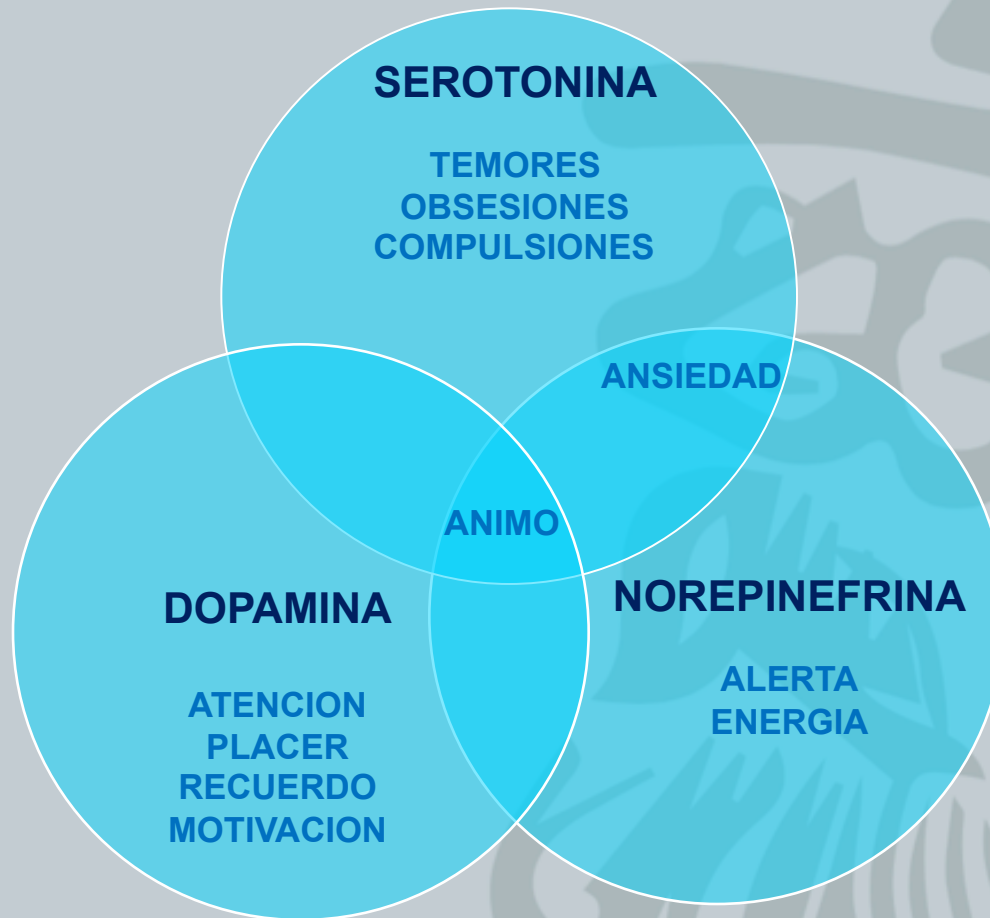 SEROTONINA
TEMORES
OBSESIONES
COMPULSIONES
ANSIEDAD
ANIMO
DOPAMINA
ATENCION
PLACER
RECUERDO
MOTIVACION
NOREPINEFRINA
ALERTA
ENERGIA